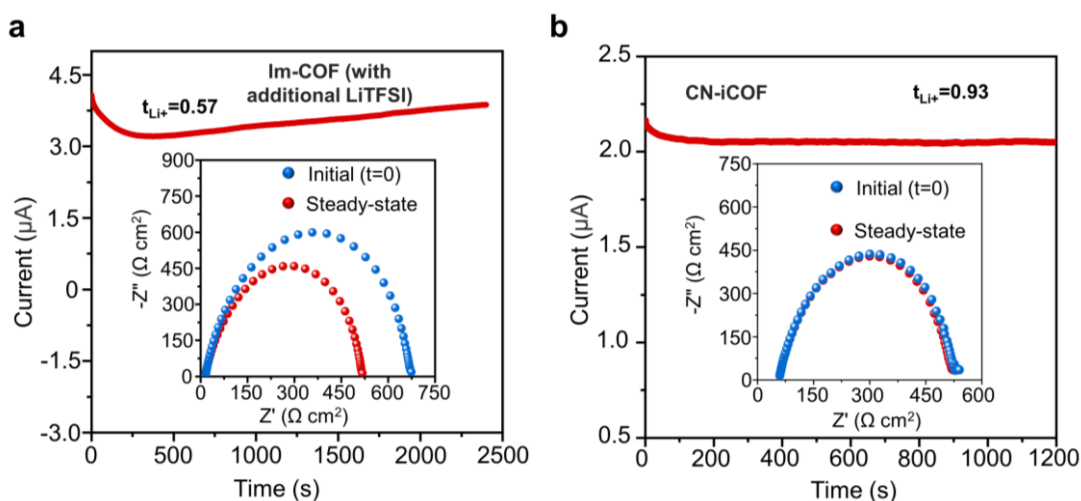 a
4.5
3.0
1.5
0
-1.5
-3.0
Current (μA)
Im-COF (with
additional LiTFSI)
tLi+=0.57
900
750
600
450
300
150
0
-Z" (Ω cm²)
Initial (t=0)
Steady-state
0 150 300 450 600 750
Z' (Ω cm²)
0 500 1000 1500 2000 2500
Time (s)
b
2.5
2.0
1.5
1.0
0.5
Current (μA)
CN-iCOF
tLi+=0.93
750
600
450
300
150
0
-Z" (Ω cm²)
Initial (t=0)
Steady-state
0 150 300 450 600
Z' (Ω cm²)
0 200 400 600 800 1000 1200
Time (s)